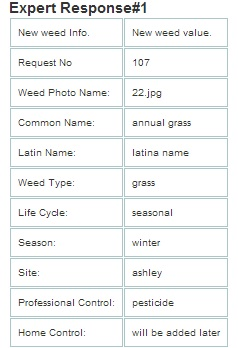 Expert Response#1
New weed Info. New weed value.
Request No 107
Weed Photo Name: 22.jpg
Common Name: annual grass
Latin Name: latina name
Weed Type: grass
Life Cycle: seasonal
Season: winter
Site: ashley
Professional Control: pesticide
Home Control: will be added later